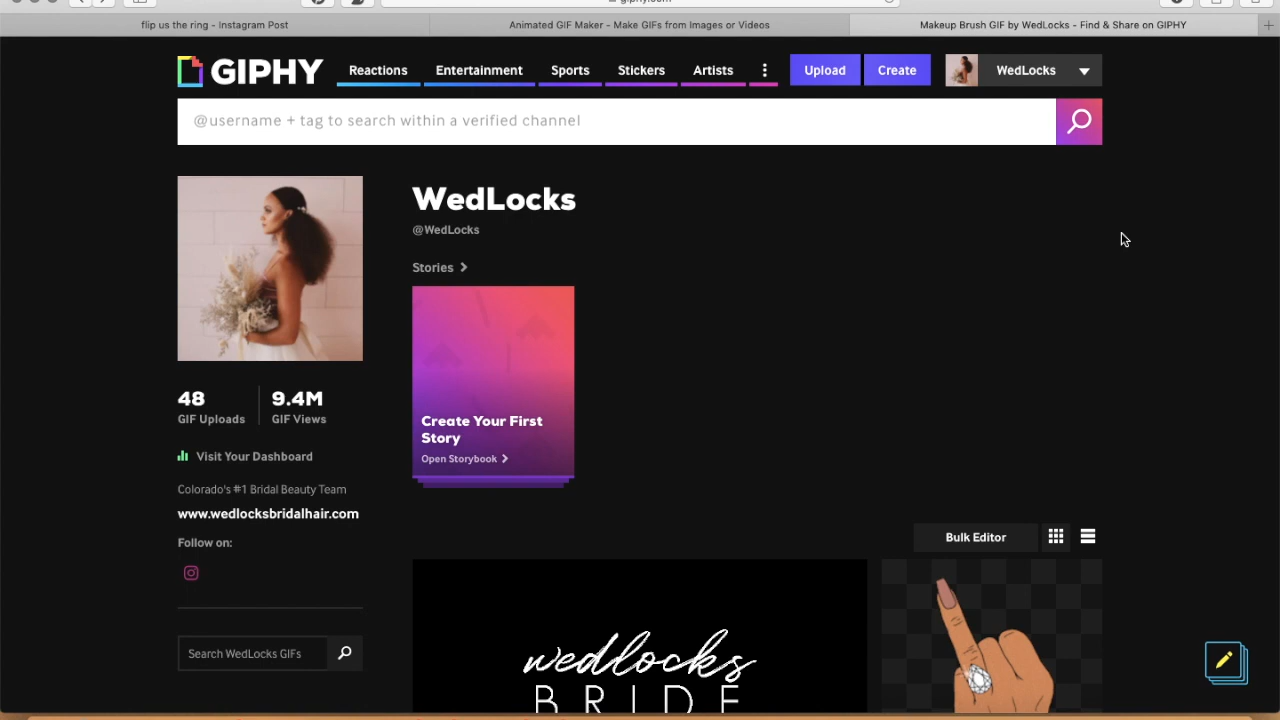 giphy.com
flip us the ring - Instagram Post
Animated GIF Maker - Make GIFs from Images or Videos
Makeup Brush GIF by WedLocks - Find & Share on GIPHY
GIPHY
Reactions
Entertainment
Sports
Stickers
Artists
Upload
Create
WedLocks
@username + tag to search within a verified channel
WedLocks
@WedLocks
Stories
Create Your First
Story
Open Storybook
48
GIF Uploads
9.4M
GIF Views
Visit Your Dashboard
Colorado's #1 Bridal Beauty Team
www.wedlocksbridalhair.com
Follow on:
Search WedLocks GIFs
Bulk Editor
wedlocks
BRIDE